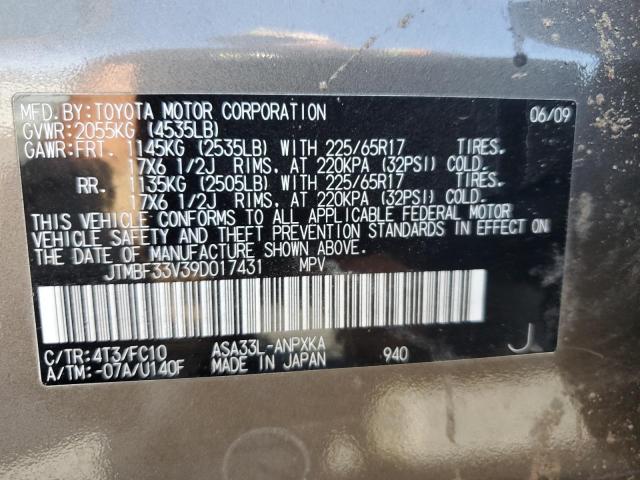 MFD.BY:TOYOTA MOTOR CORPORATION 06/09
GVWR:2055KG (4535LB)
GAWR:FRT. 1145KG (2535LB) WITH 225/65R17 TIRES.
17X6 1/2J RIMS, AT 220KPA (32PSI) COLD.
RR. 1135KG (2505LB) WITH 225/65R17 TIRES.
17X6 1/2J RIMS, AT 220KPA (32PSI) COLD.
THIS VEHICLE CONFORMS TO ALL APPLICABLE FEDERAL MOTOR
VEHICLE SAFETY AND THEFT PREVENTION STANDARDS IN EFFECT ON
THE DATE OF MANUFACTURE SHOWN ABOVE.
JTMBF33V39D017431 MPV
C/TR:4T3/FC10 ASA33L-ANPXKA 940 J
A/TM:-07A/U140F MADE IN JAPAN